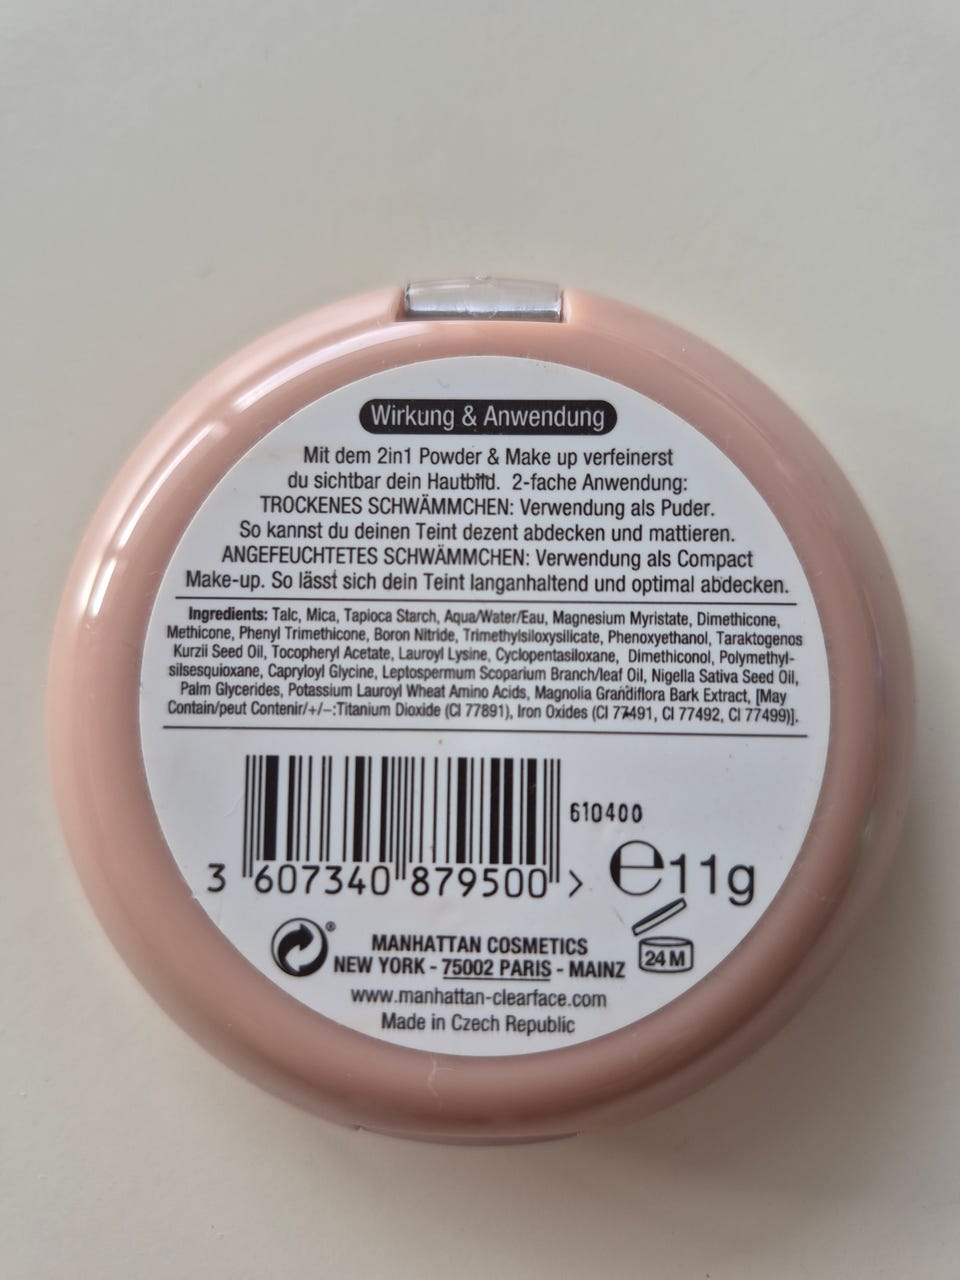 Wirkung & Anwendung
Mit dem 2in1 Powder & Make up verfeinerst
du sichtbar dein Hautbild. 2-fache Anwendung:
TROCKENES SCHWÄMMCHEN: Verwendung als Puder.
So kannst du deinen Teint dezent abdecken und mattieren.
ANGEFEUCHTETES SCHWÄMMCHEN: Verwendung als Compact
Make-up. So lässt sich dein Teint langanhaltend und optimal abdecken.
Ingredients: Talc, Mica, Tapioca Starch, Aqua/Water/Eau, Magnesium Myristate, Dimethicone,
Methicone, Phenyl Trimethicone, Boron Nitride, Trimethylsiloxysilicate, Phenoxyethanol, Taraktogenos
Kurzii Seed Oil, Tocopheryl Acetate, Lauroyl Lysine, Cyclopentasiloxane, Dimethiconol, Polymethyl-
silsesquioxane, Capryloyl Glycine, Leptospermum Scoparium Branch/leaf Oil, Nigella Sativa Seed Oil,
Palm Glycerides, Potassium Lauroyl Wheat Amino Acids, Magnolia Grandiflora Bark Extract, [May
Contain/peut Contenir/+/–:Titanium Dioxide (CI 77891), Iron Oxides (CI 77491, CI 77492, CI 77499)].
610400
3 607340 879500 >
e 11g
24 M
MANHATTAN COSMETICS
NEW YORK - 75002 PARIS - MAINZ
www.manhattan-clearface.com
Made in Czech Republic